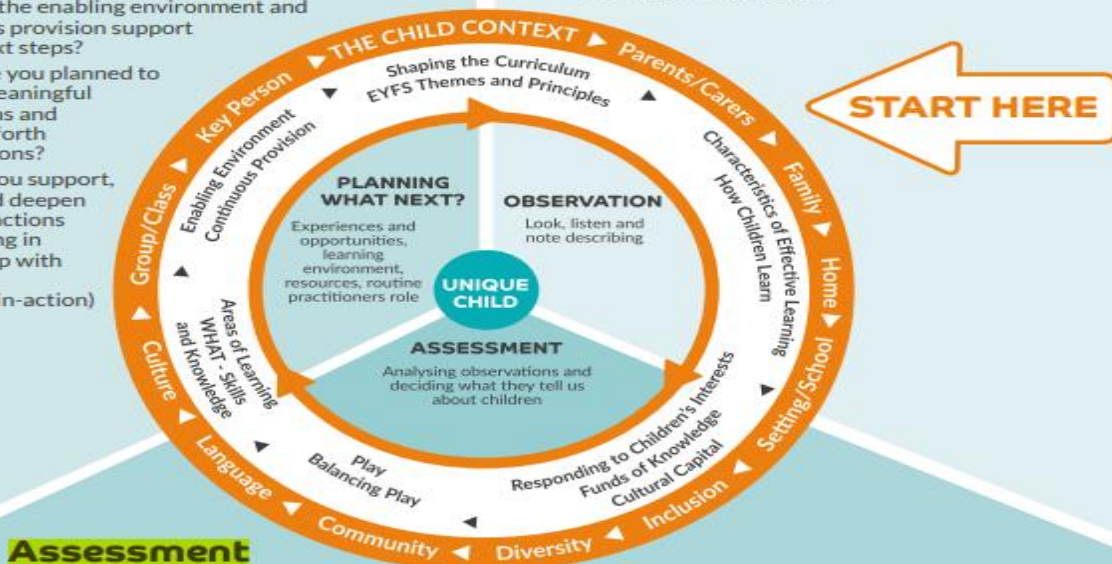 the enabling environment and
s provision support
xt steps?
e you planned to
eaningful
ns and
forth
ions?
ou support,
d deepen
actions
ng in
p with
in-action)
START HERE
THE CHILD CONTEXT ▶ Parents/Carers ▶ Family ▶ Home ▶ Setting/School ▶ Inclusion ▶ Diversity ▶ Community ▶ Language ▶ Culture ▶ Group/Class ▶ Key Person ▶
Shaping the Curriculum
EYFS Themes and Principles
Characteristics of Effective Learning
How Children Learn
Responding to Children's Interests
Funds of Knowledge
Cultural Capital
Play
Balancing Play
Areas of Learning
WHAT - Skills
and Knowledge
Enabling Environment
Continuous Provision
PLANNING
WHAT NEXT?
Experiences and
opportunities,
learning
environment,
resources, routine
practitioners role
OBSERVATION
Look, listen and
note describing
UNIQUE
CHILD
ASSESSMENT
Analysing observations and
deciding what they tell us
about children
Assessment